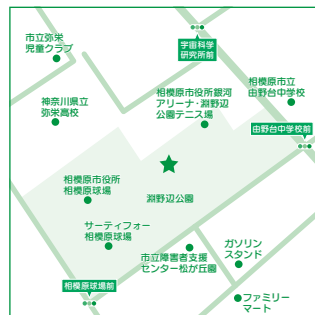 市立弥栄
児童クラブ
宇宙科学
研究所前
神奈川県立
弥栄高校
相模原市役所銀河
アリーナ・淵野辺
公園テニス場
相模原市立
由野台中学校
由野台中学校前
相模原市役所
相模原球場
淵野辺公園
サーティフォー
相模原球場
市立障害者支援
センター松が丘園
ガソリン
スタンド
相模原球場前
ファミリー
マート